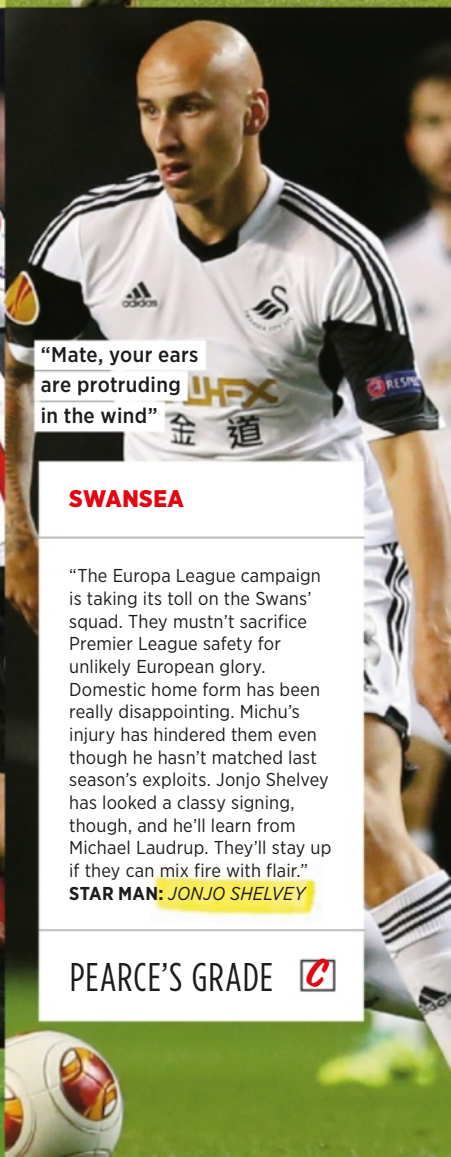 adidas
“Mate, your ears
are protruding
in the wind”
金 道
RESPE
SWANSEA
“The Europa League campaign
is taking its toll on the Swans’
squad. They mustn’t sacrifice
Premier League safety for
unlikely European glory.
Domestic home form has been
really disappointing. Michu’s
injury has hindered them even
though he hasn’t matched last
season’s exploits. Jonjo Shelvey
has looked a classy signing,
though, and he’ll learn from
Michael Laudrup. They’ll stay up
if they can mix fire with flair.”
STAR MAN: JONJO SHELVEY
PEARCE’S GRADE C
adidas